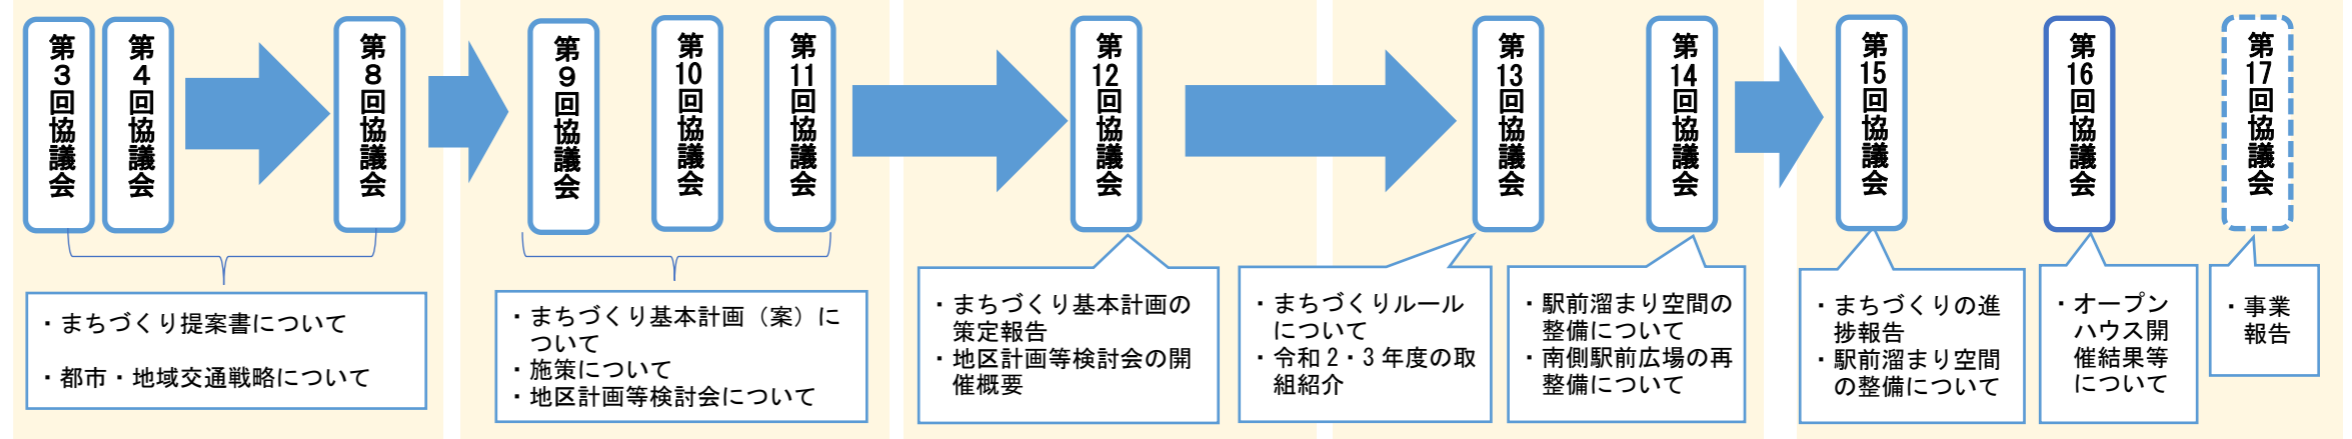 第３回協議会
第４回協議会
第８回協議会
第９回協議会
第10回協議会
第11回協議会
第12回協議会
第13回協議会
第14回協議会
第15回協議会
第16回協議会
第17回協議会
・まちづくり提案書について
・都市・地域交通戦略について
・まちづくり基本計画（案）に
ついて
・施策について
・地区計画等検討会について
・まちづくり基本計画の
策定報告
・地区計画等検討会の開
催概要
・まちづくりルール
について
・令和２・３年度の取
組紹介
・駅前溜まり空間の
整備について
・南側駅前広場の再
整備について
・まちづくりの進
捗報告
・駅前溜まり空間
の整備について
・オープン
ハウス開
催結果等
について
・事業
報告